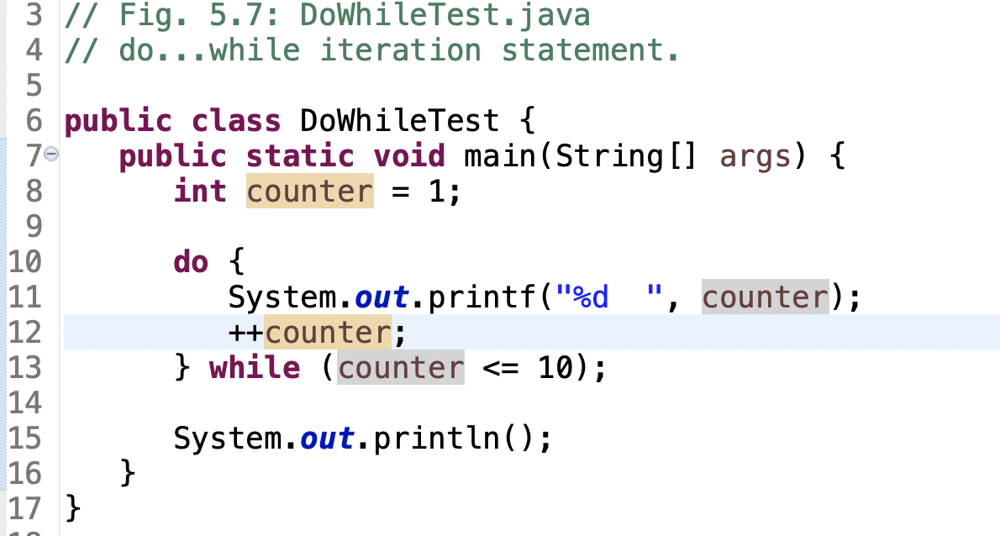 3 // Fig. 5.7: DoWhileTest.java
4 // do...while iteration statement.
5
6 public class DoWhileTest {
7    public static void main(String[] args) {
8       int counter = 1;
9
10       do {
11          System.out.printf("%d  ", counter);
12          ++counter;
13       } while (counter <= 10);
14
15       System.out.println();
16    }
17 }